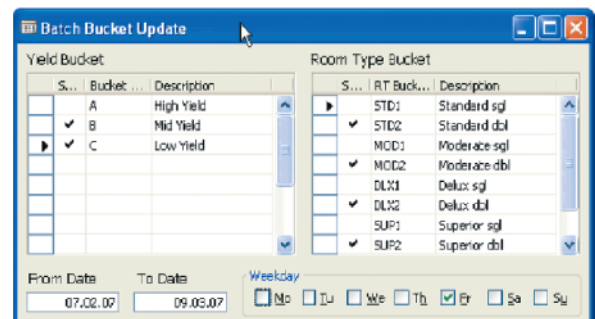 Batch Bucket Update
Yield Bucket
S... Bucket ... Description
A High Yield
B Mid Yield
C Low Yield
Room Type Bucket
S... RT Buck... Description
STD1 Standard sgl
STD2 Standard dbl
MOD1 Moderate sgl
MOD2 Moderate dbl
DLX1 Delux sgl
DLX2 Delux dbl
SUP1 Superior sgl
SUP2 Superior dbl
From Date To Date
07.02.07 09.03.07
Weekday
Mo Tu We Th Fr Sa Su